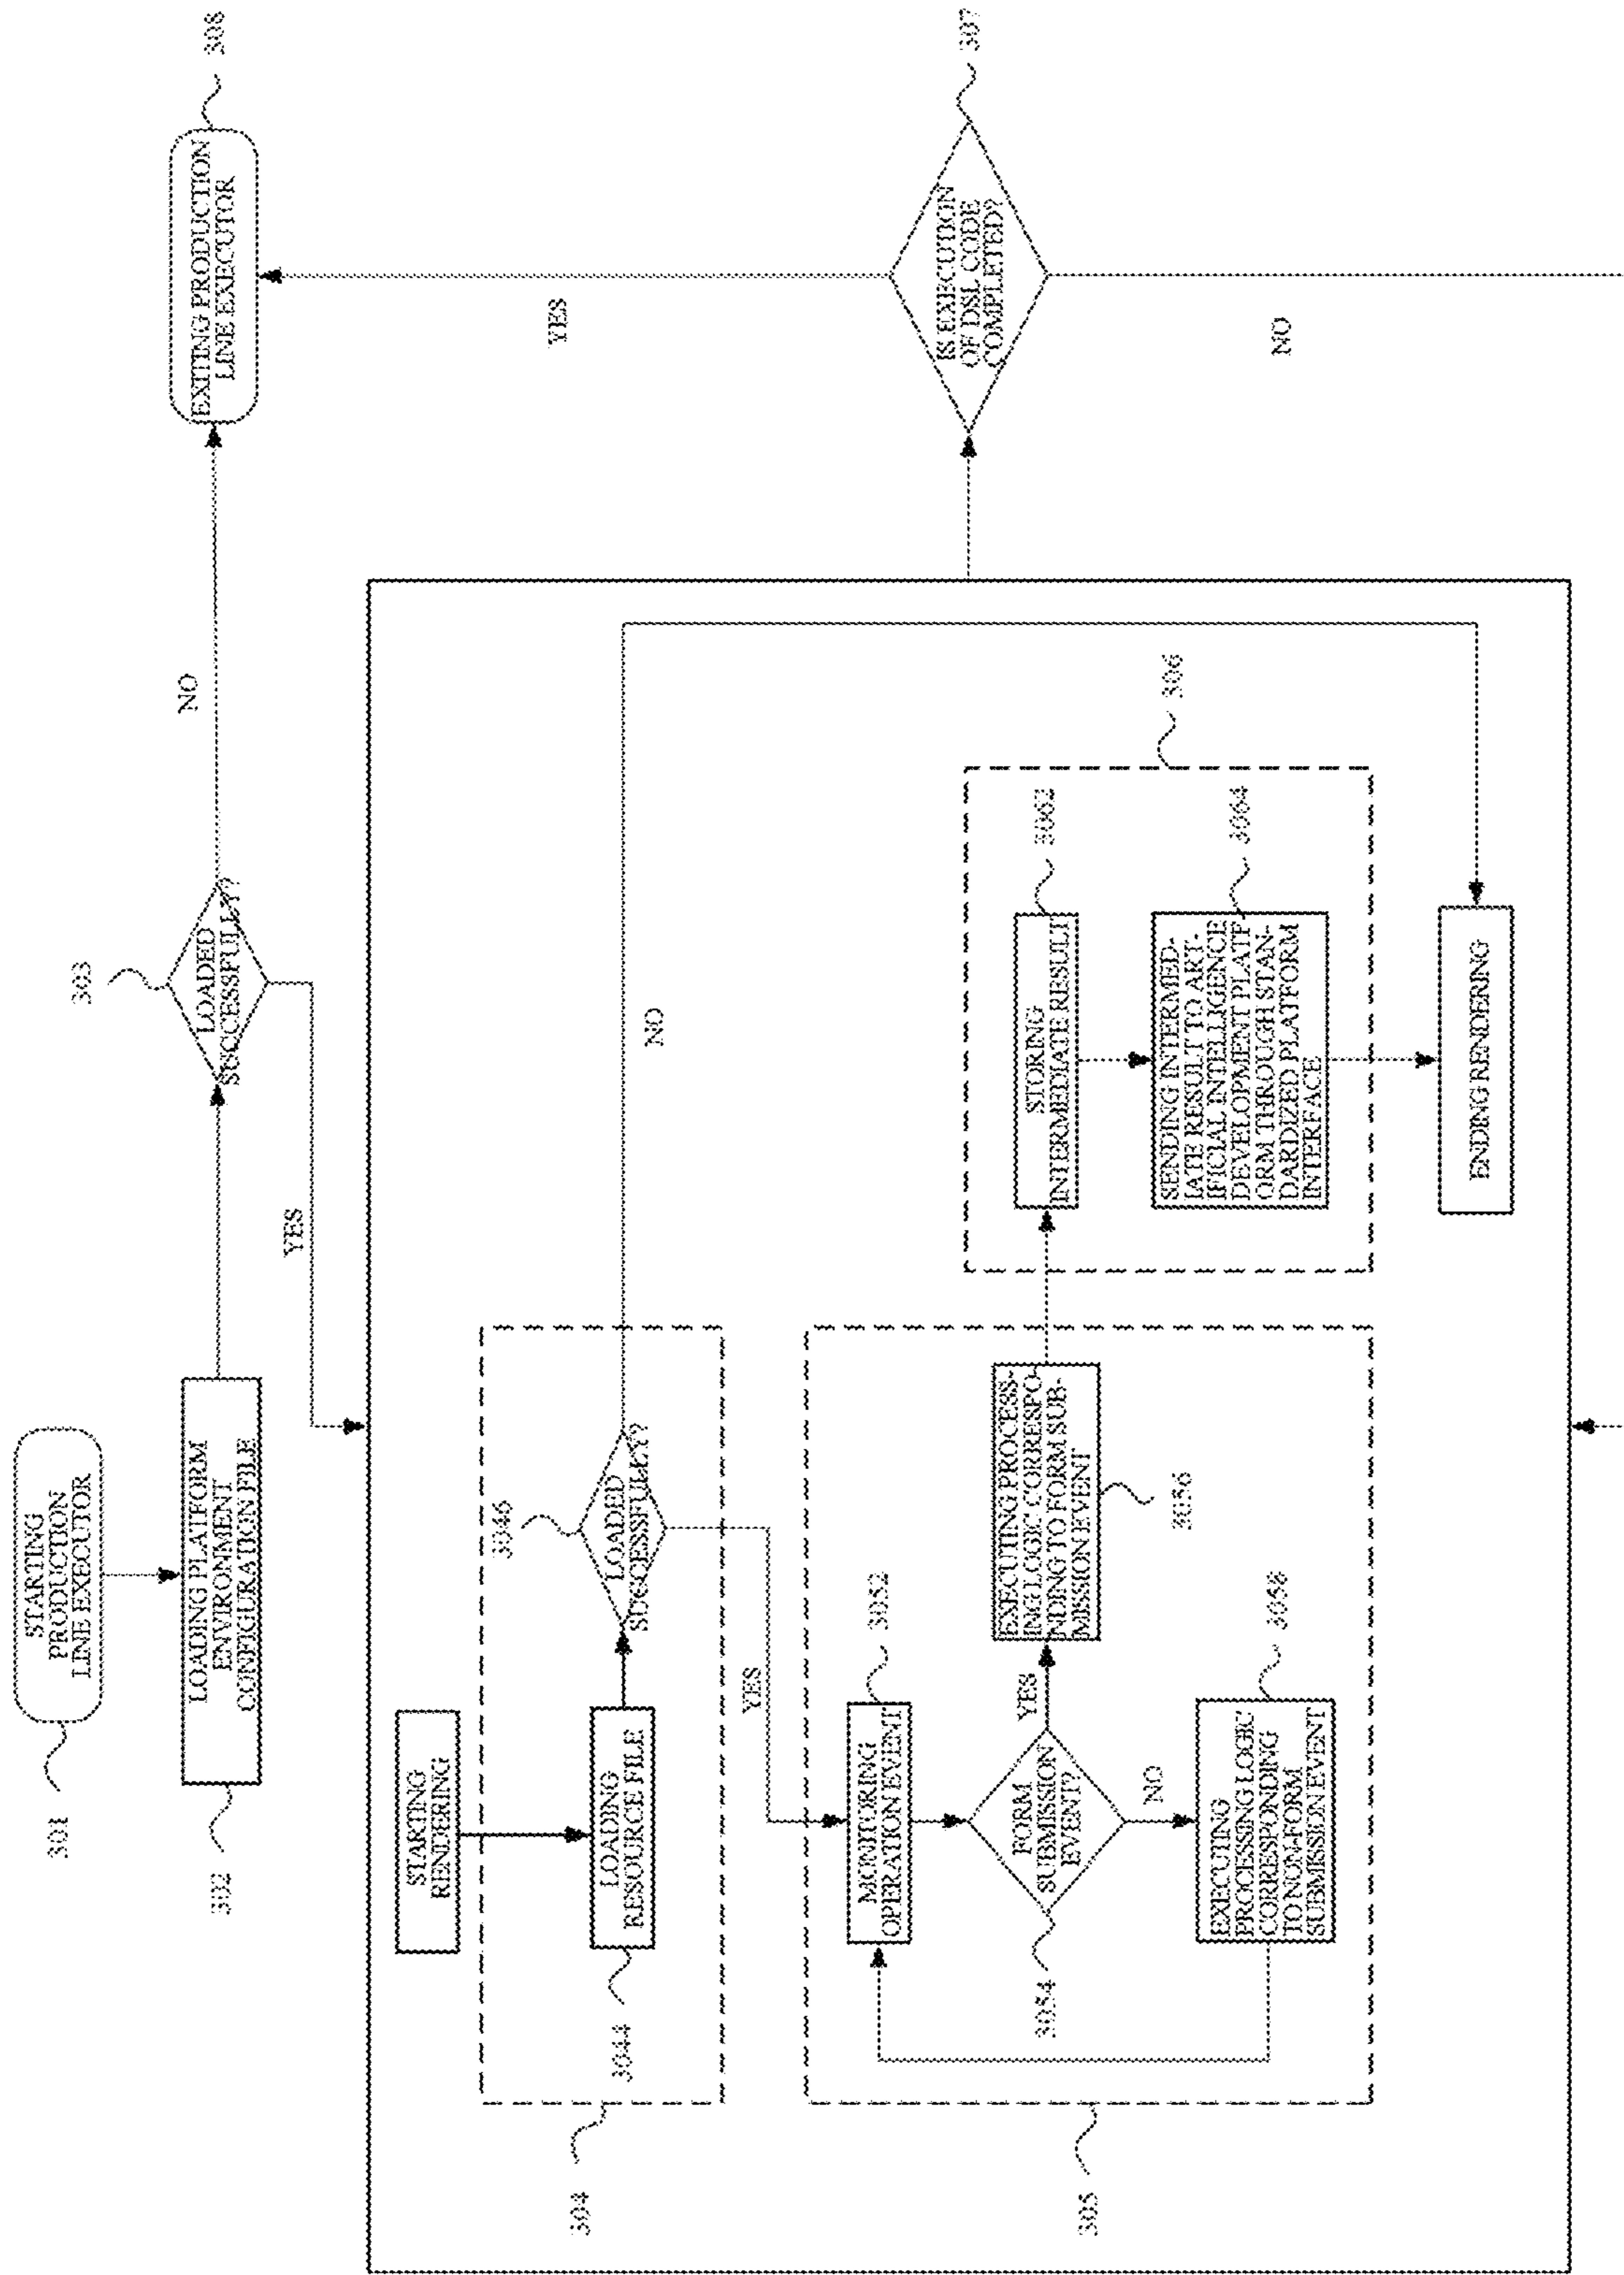 301
STARTING
PRODUCTION
LINE EXECUTOR
302
LOADING PLATFORM
ENVIRONMENT
CONFIGURATION FILE
303
LOADED
SUCCESSFULLY?
NO
EXITING PRODUCTION
LINE EXECUTOR
308
YES
STARTING
RENDERING
304
LOADING
RESOURCE FILE
3044
3046
LOADED
SUCCESSFULLY?
NO
YES
305
MONITORING
OPERATION EVENT
3052
3054
FORM
SUBMISSION
EVENT?
YES
EXECUTING PROCESS-
ING LOGIC CORRESPO-
NDING TO FORM SUB-
MISSION EVENT
3056
NO
EXECUTING
PROCESSING LOGIC
CORRESPONDING
TO NON-FORM
SUBMISSION EVENT
3058
306
STORING
INTERMEDIATE RESULT
3062
SENDING INTERMED-
IATE RESULT TO ART-
IFICIAL INTELLIGENCE
DEVELOPMENT PLATF
ORM THROUGH STAN-
DARDIZED PLATFORM
INTERFACE
3064
ENDING RENDERING
IS EXECUTION
OF DSL CODE
COMPLETED?
307
YES
NO